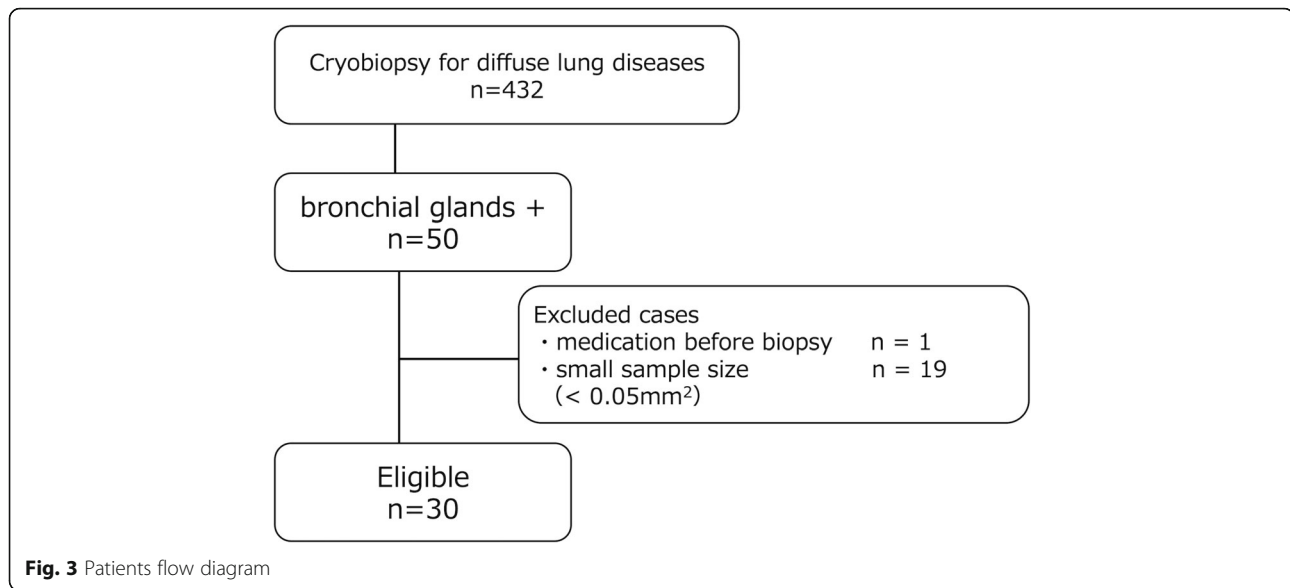 Cryobiopsy for diffuse lung diseases
n=432
bronchial glands +
n=50
Excluded cases
・medication before biopsy n = 1
・small sample size n = 19
(< 0.05mm²)
Eligible
n=30
Fig. 3 Patients flow diagram